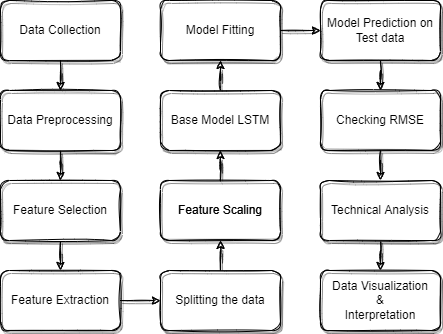 Data Collection
Data Preprocessing
Feature Selection
Feature Extraction
Splitting the data
Feature Scaling
Base Model LSTM
Model Fitting
Model Prediction on
Test data
Checking RMSE
Technical Analysis
Data Visualization
&
Interpretation